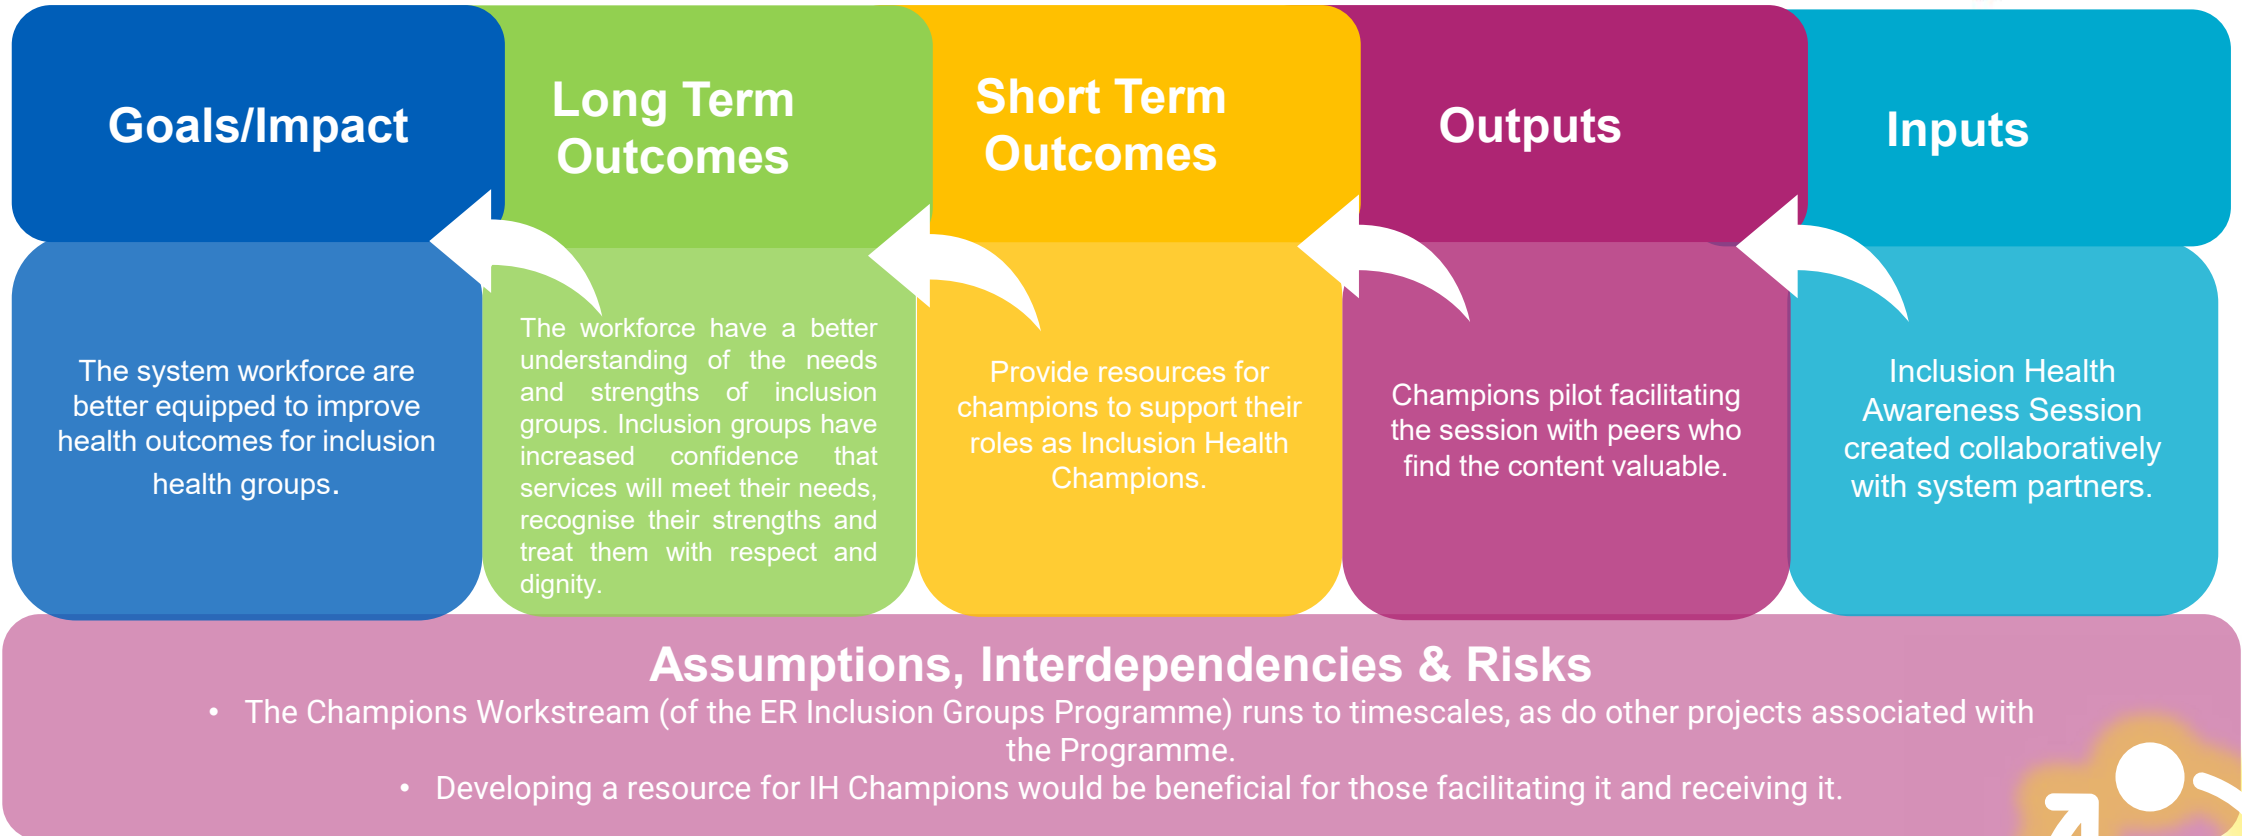 Goals/Impact
The system workforce are
better equipped to improve
health outcomes for inclusion
health groups.
Long Term
Outcomes
The workforce have a better
understanding of the needs
and strengths of inclusion
groups. Inclusion groups have
increased confidence that
services will meet their needs,
recognise their strengths and
treat them with respect and
dignity.
Short Term
Outcomes
Provide resources for
champions to support their
roles as Inclusion Health
Champions.
Outputs
Champions pilot facilitating
the session with peers who
find the content valuable.
Inputs
Inclusion Health
Awareness Session
created collaboratively
with system partners.
Assumptions, Interdependencies & Risks
• The Champions Workstream (of the ER Inclusion Groups Programme) runs to timescales, as do other projects associated with
the Programme.
• Developing a resource for IH Champions would be beneficial for those facilitating it and receiving it.